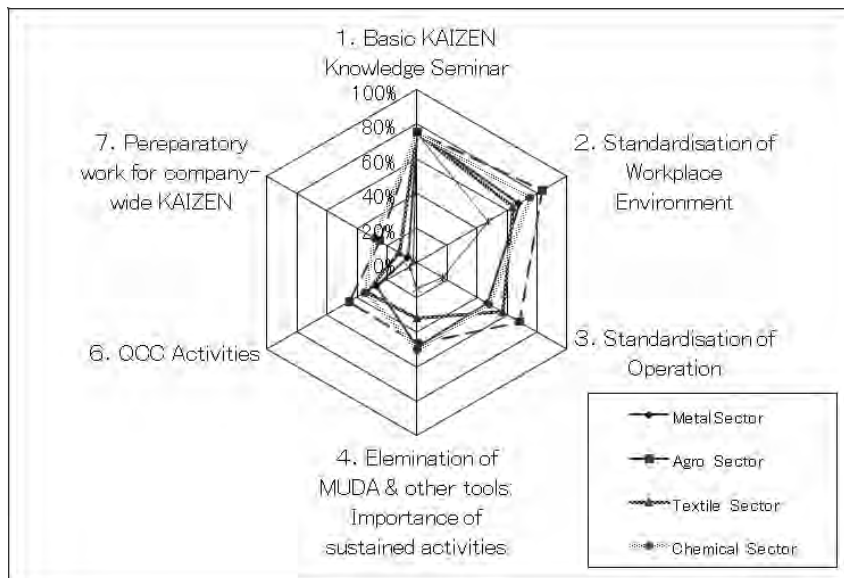 1. Basic KAIZEN
Knowledge Seminar
100%
80%
60%
40%
20%
0%
7. Pereparatory
work for company-
wide KAIZEN
2. Standardisation of
Workplace
Environment
6. QCC Activities
3. Standardisation of
Operation
4. Elemination of
MUDA & other tools:
Importance of
sustained activities
Metal Sector
Agro Sector
Textile Sector
Chemical Sector